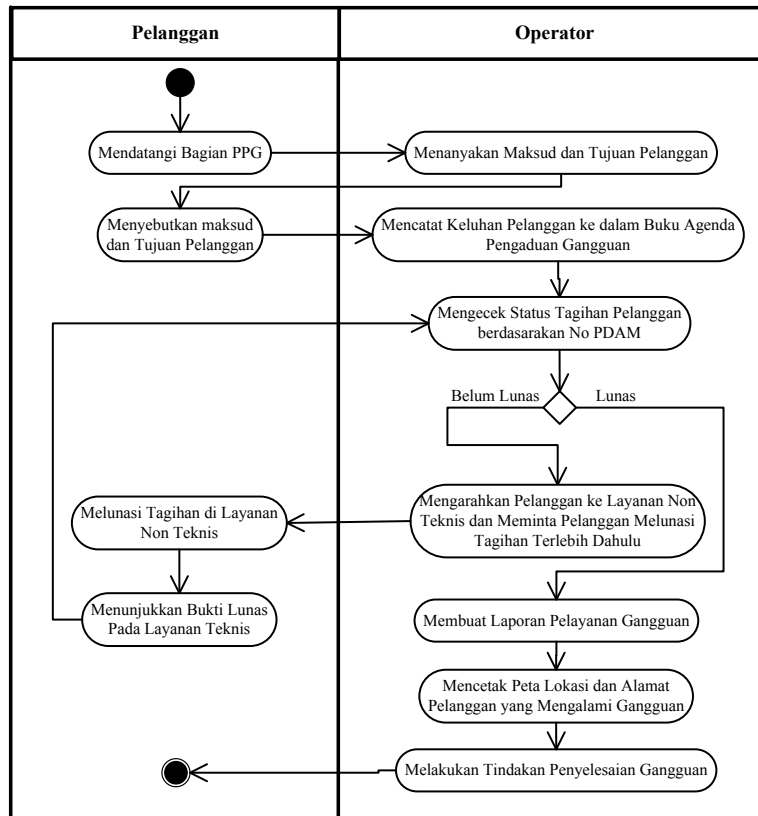 Pelanggan
Operator
Mendatangi Bagian PPG
Menanyakan Maksud dan Tujuan Pelanggan
Menyebutkan maksud
dan Tujuan Pelanggan
Mencatat Keluhan Pelanggan ke dalam Buku Agenda
Pengaduan Gangguan
Mengecek Status Tagihan Pelanggan
berdasarakan No PDAM
Belum Lunas
Lunas
Mengarahkan Pelanggan ke Layanan Non
Teknis dan Meminta Pelanggan Melunasi
Tagihan Terlebih Dahulu
Melunasi Tagihan di Layanan
Non Teknis
Menunjukkan Bukti Lunas
Pada Layanan Teknis
Membuat Laporan Pelayanan Gangguan
Mencetak Peta Lokasi dan Alamat
Pelanggan yang Mengalami Gangguan
Melakukan Tindakan Penyelesaian Gangguan